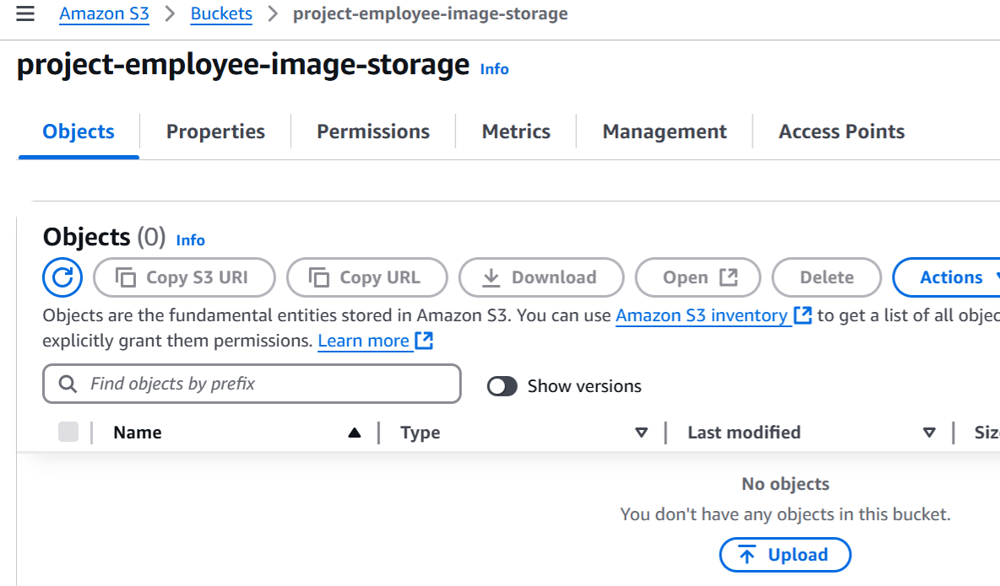 Amazon S3 > Buckets > project-employee-image-storage
project-employee-image-storage Info
Objects Properties Permissions Metrics Management Access Points
Objects (0) Info
Copy S3 URI Copy URL Download Open Delete Actions
Objects are the fundamental entities stored in Amazon S3. You can use Amazon S3 inventory to get a list of all objec
explicitly grant them permissions. Learn more
Find objects by prefix Show versions
Name Type Last modified Siz
No objects
You don't have any objects in this bucket.
Upload